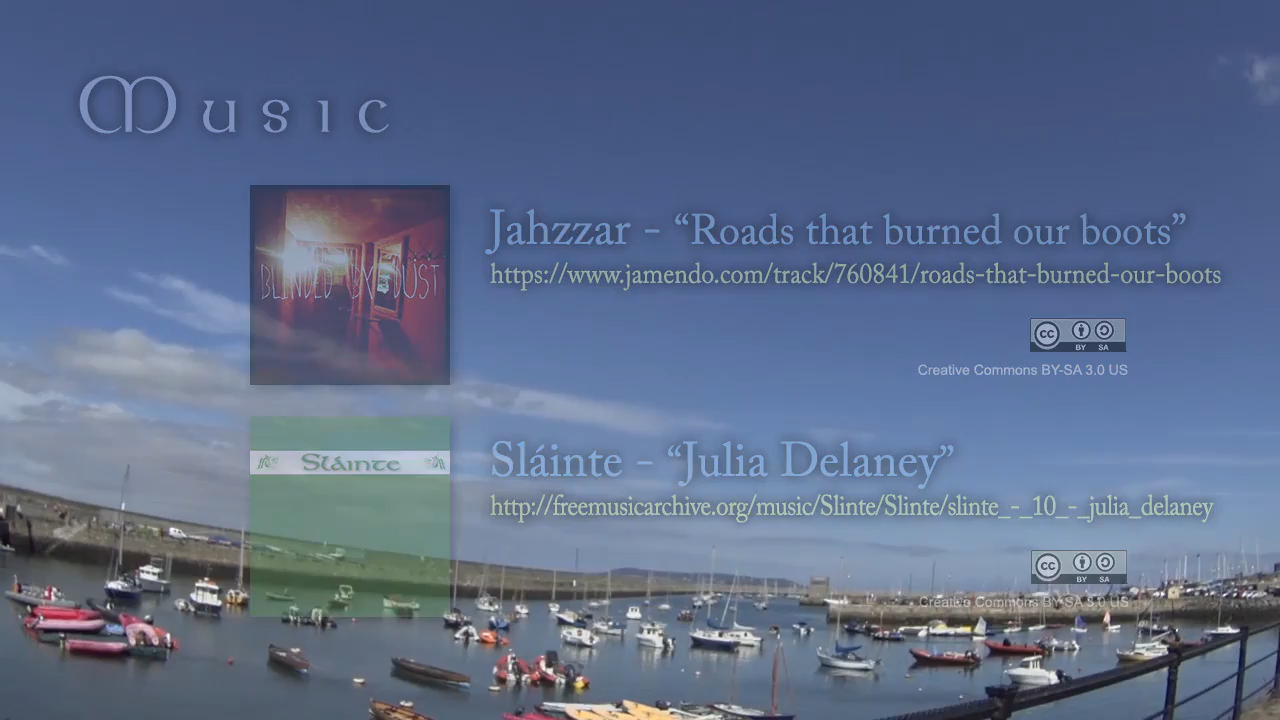 Music
BLINDED BY DUST
Jahzzar - “Roads that burned our boots”
https://www.jamendo.com/track/760841/roads-that-burned-our-boots
cc BY SA
Creative Commons BY-SA 3.0 US
Sláinte
Sláinte - “Julia Delaney”
http://freemusicarchive.org/music/Slinte/Slinte/slinte_-_10_-_julia_delaney
cc BY SA
Creative Commons BY-SA 3.0 US